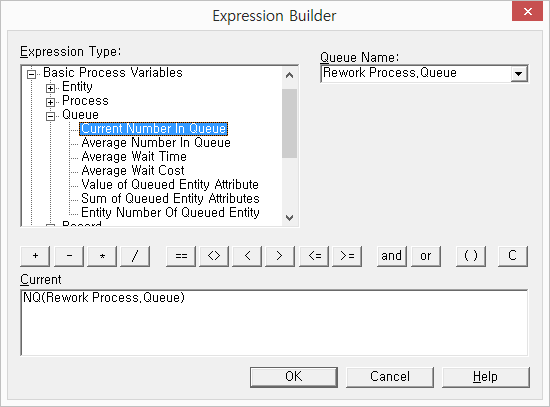 Expression Builder
Expression Type:
Basic Process Variables
Entity
Process
Queue
Current Number In Queue
Average Number In Queue
Average Wait Time
Average Wait Cost
Value of Queued Entity Attribute
Sum of Queued Entity Attributes
Entity Number Of Queued Entity
Record
Queue Name:
Rework Process.Queue
+ - * / == <> < > <= >= and or ( ) C
Current
NQ(Rework Process.Queue)
OK Cancel Help